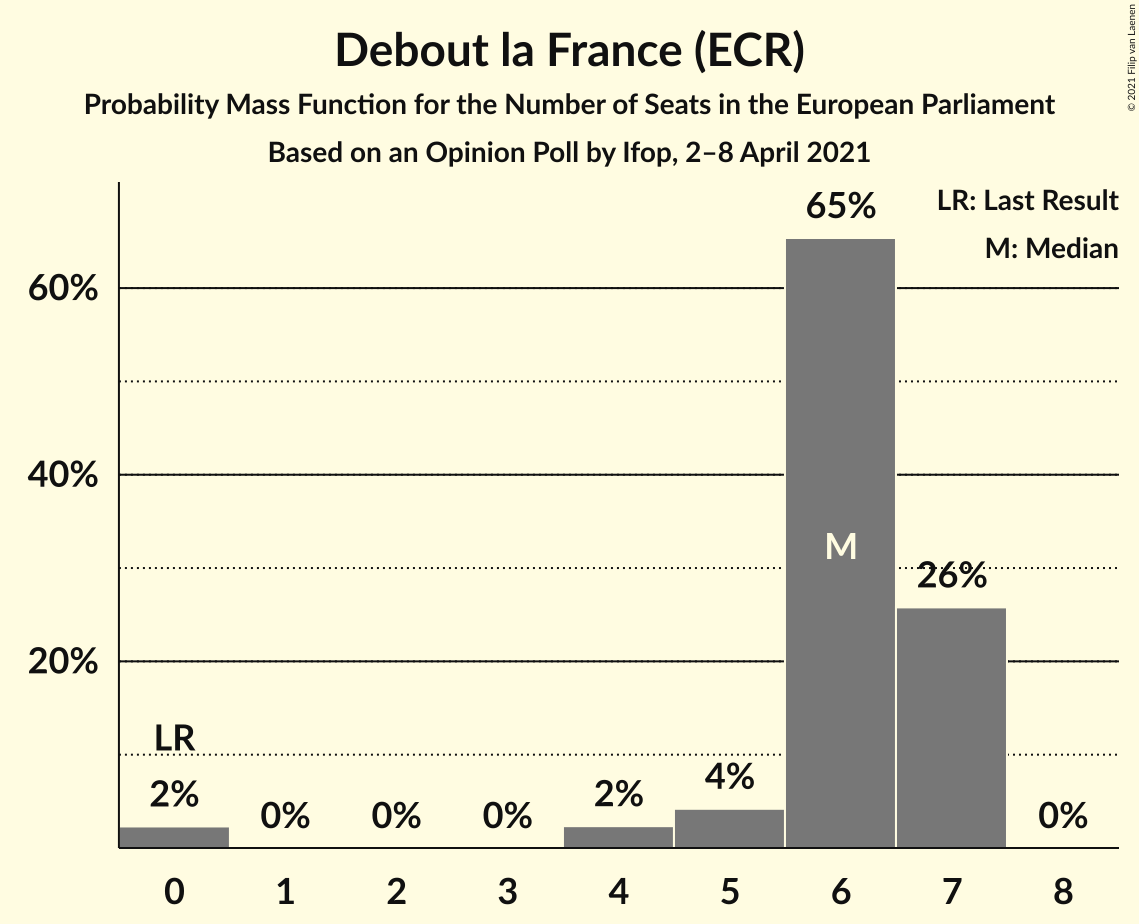 Debout la France (ECR)
Probability Mass Function for the Number of Seats in the European Parliament
Based on an Opinion Poll by Ifop, 2–8 April 2021
© 2021 Filip van Laenen
LR: Last Result
M: Median
65%
60%
40%
M
26%
20%
LR
2%
0%
0%
0%
2%
4%
0%
0 1 2 3 4 5 6 7 8